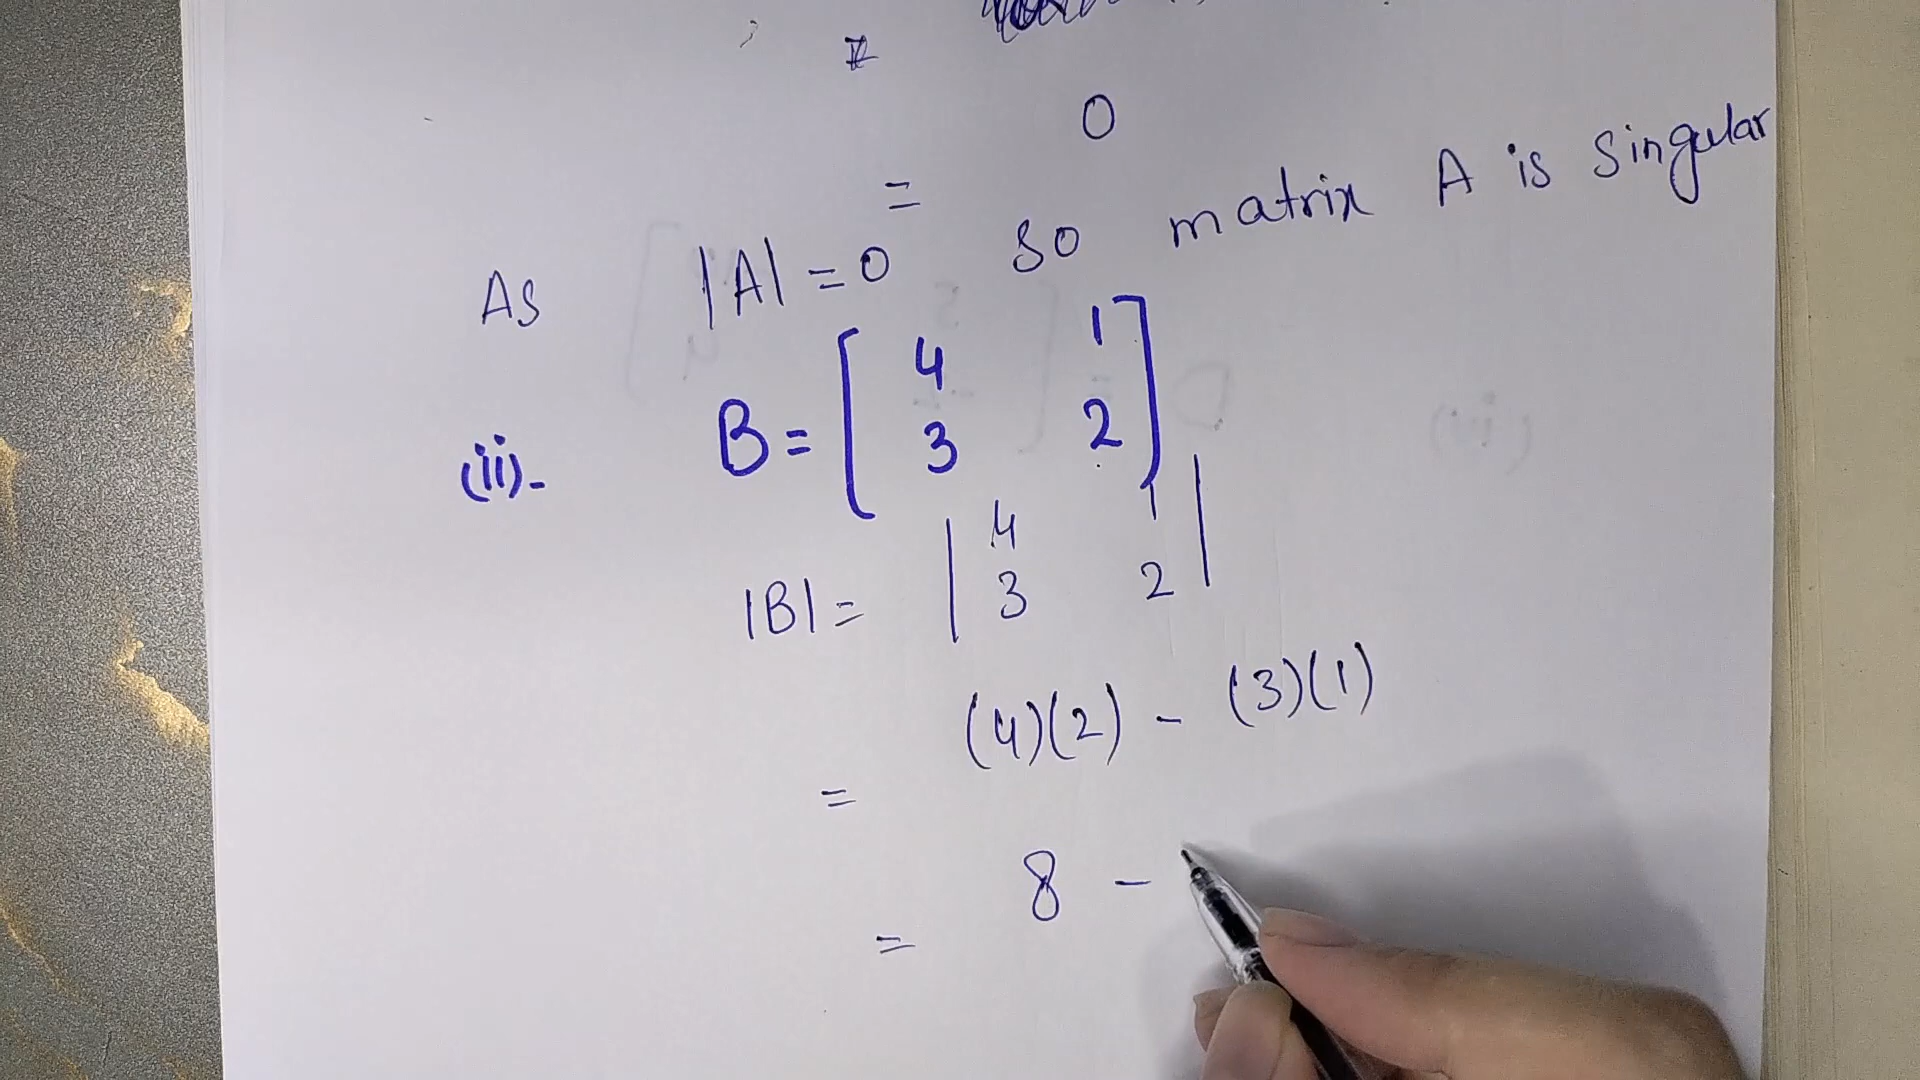 0
=
As |A| = 0 so matrix A is singular
(ii)- B = [ 4 1
3 2 ]
|B| = | 4 1
3 2 |
= (4)(2) - (3)(1)
= 8 -